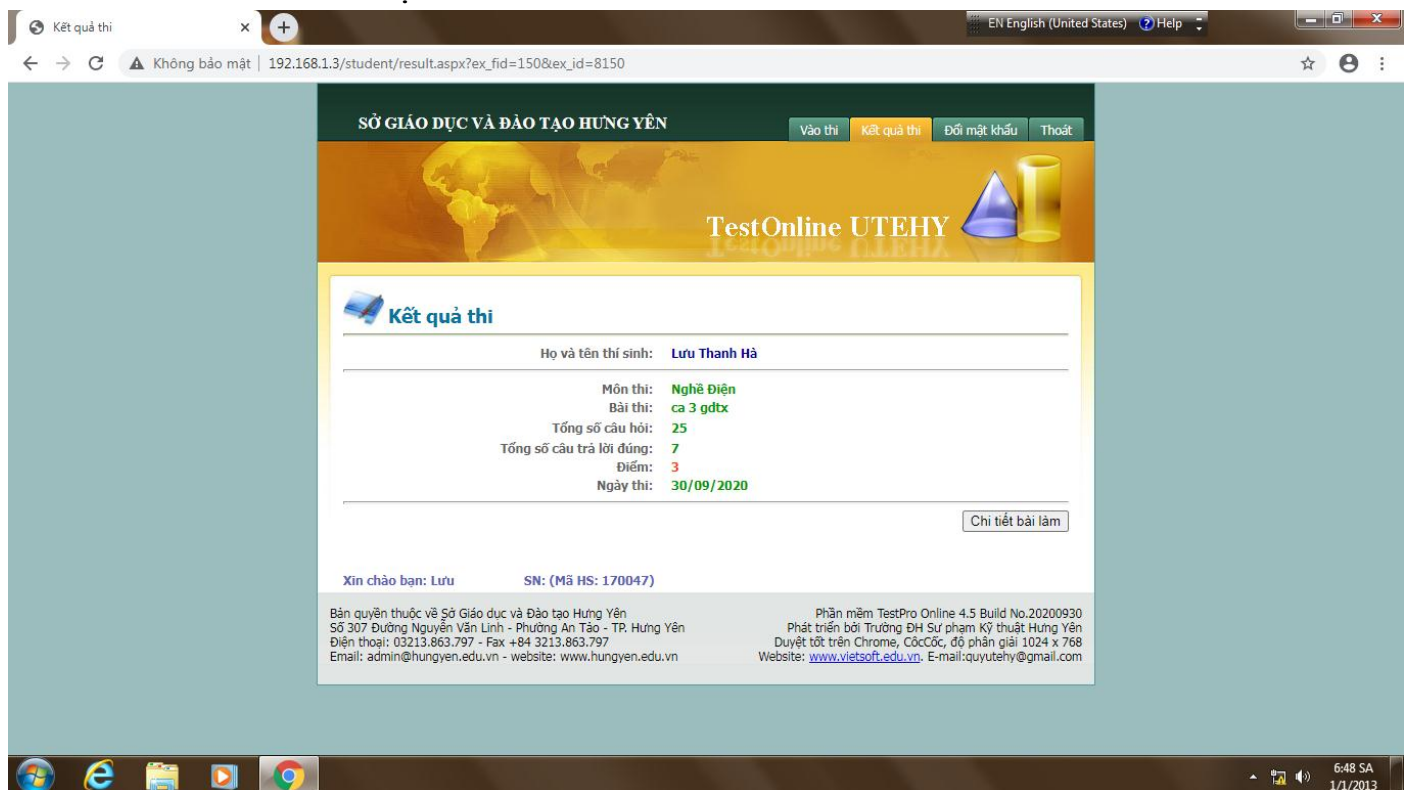 Kết quả thi
EN English (United States) Help
Không bảo mật | 192.168.1.3/student/result.aspx?ex_fid=150&ex_id=8150
SỞ GIÁO DỤC VÀ ĐÀO TẠO HƯNG YÊN
Vào thi Kết quả thi Đổi mật khẩu Thoát
TestOnline UTEHY
Kết quả thi
Họ và tên thí sinh: Lưu Thanh Hà
Môn thi: Nghề Điện
Bài thi: ca 3 gdtx
Tổng số câu hỏi: 25
Tổng số câu trả lời đúng: 7
Điểm: 3
Ngày thi: 30/09/2020
Chi tiết bài làm
Xin chào bạn: Lưu SN: (Mã HS: 170047)
Bản quyền thuộc về Sở Giáo dục và Đào tạo Hưng Yên
Số 307 Đường Nguyễn Văn Linh - Phường An Tảo - TP. Hưng Yên
Điện thoại: 03213.863.797 - Fax +84 3213.863.797
Email: admin@hungyen.edu.vn - website: www.hungyen.edu.vn
Phần mềm TestPro Online 4.5 Build No.20200930
Phát triển bởi Trường ĐH Sư phạm Kỹ thuật Hưng Yên
Duyệt tốt trên Chrome, CôcCốc, độ phân giải 1024 x 768
Website: www.vietsoft.edu.vn. E-mail:quyutehy@gmail.com
6:48 SA
1/1/2013